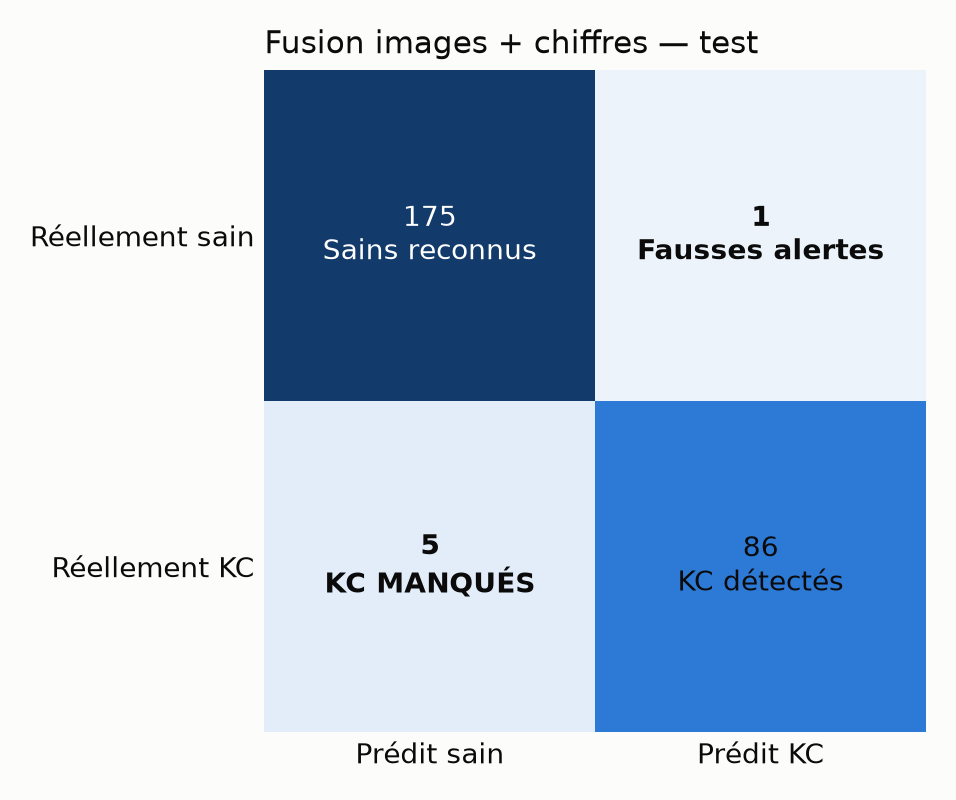 Fusion images + chiffres — test
Réellement sain
175
Sains reconnus
1
Fausses alertes
Réellement KC
5
KC MANQUÉS
86
KC détectés
Prédit sain
Prédit KC